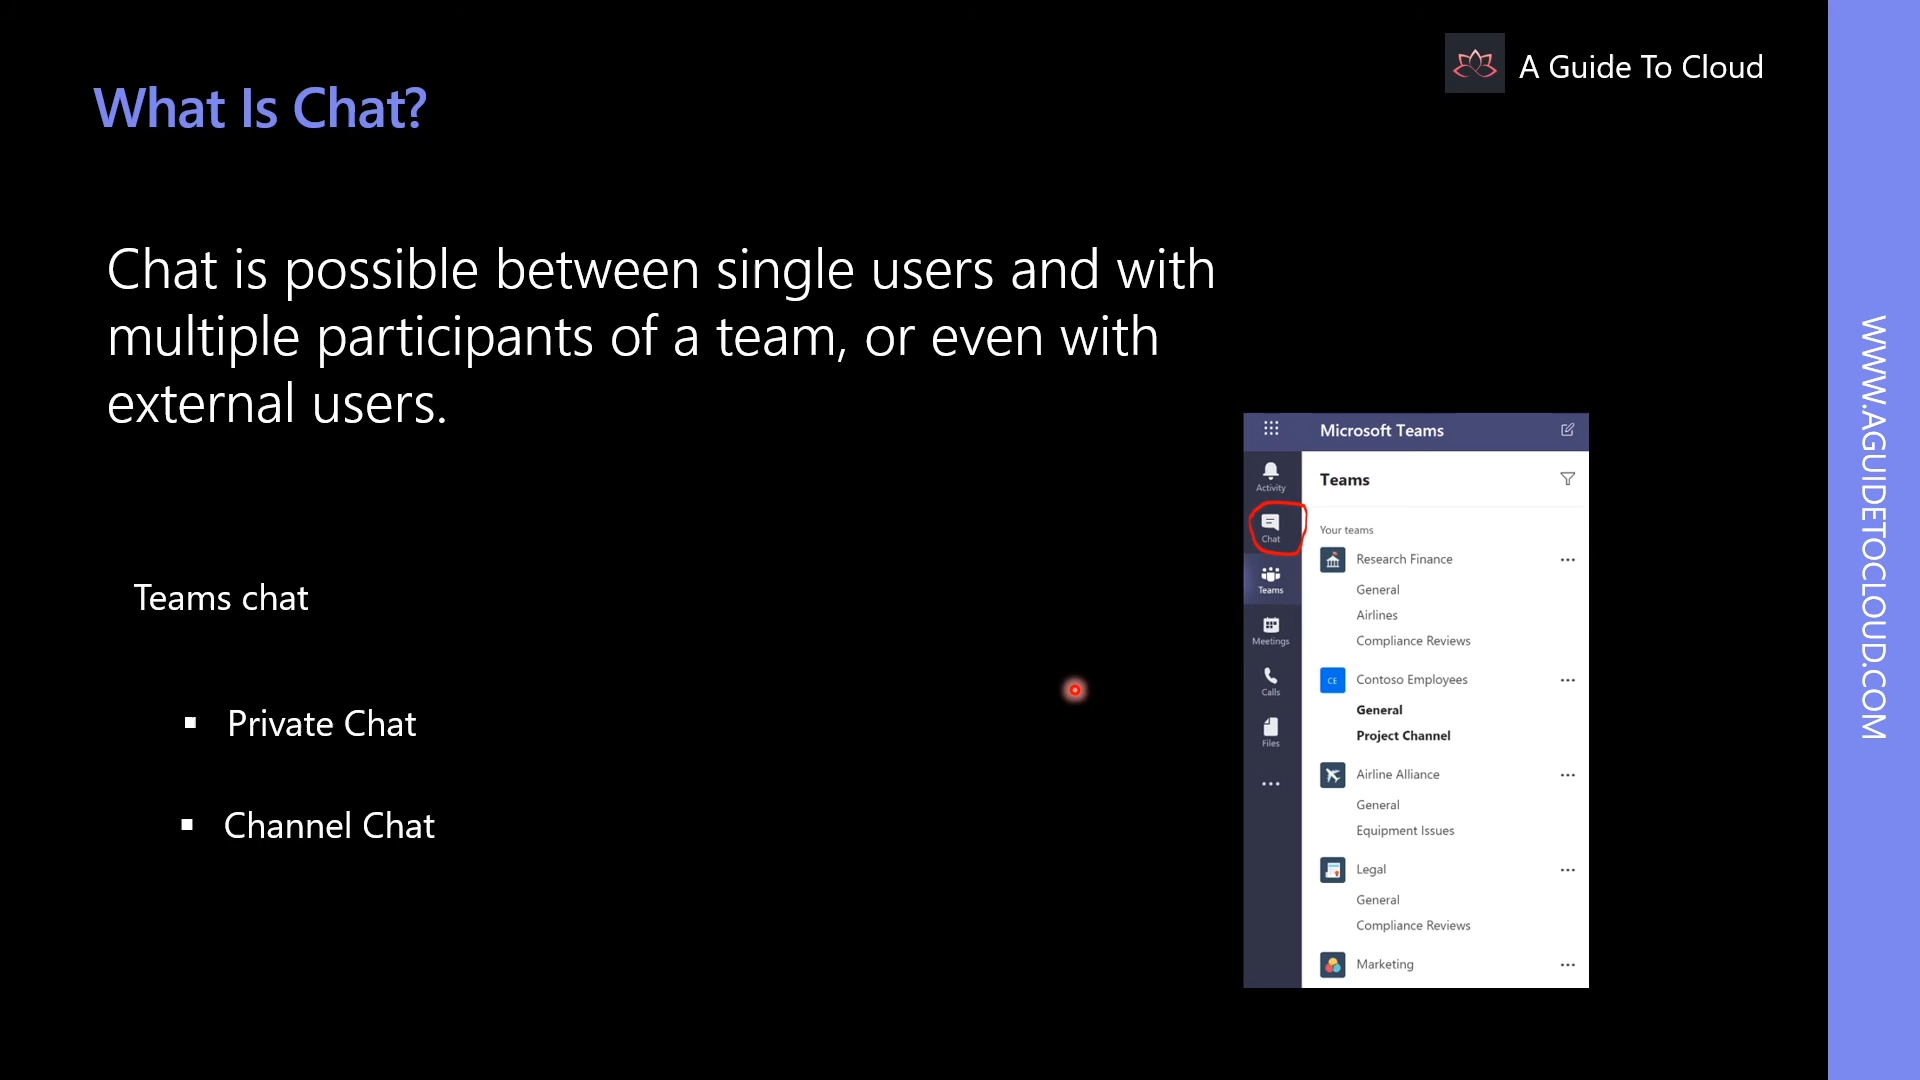 A Guide To Cloud
What Is Chat?
Chat is possible between single users and with
multiple participants of a team, or even with
external users.
Teams chat
▪ Private Chat
▪ Channel Chat
Microsoft Teams
Activity
Chat
Teams
Meetings
Calls
Files
Teams
Your teams
Research Finance
General
Airlines
Compliance Reviews
CE
Contoso Employees
General
Project Channel
Airline Alliance
General
Equipment Issues
Legal
General
Compliance Reviews
Marketing
WWW.AGUIDETOCLOUD.COM